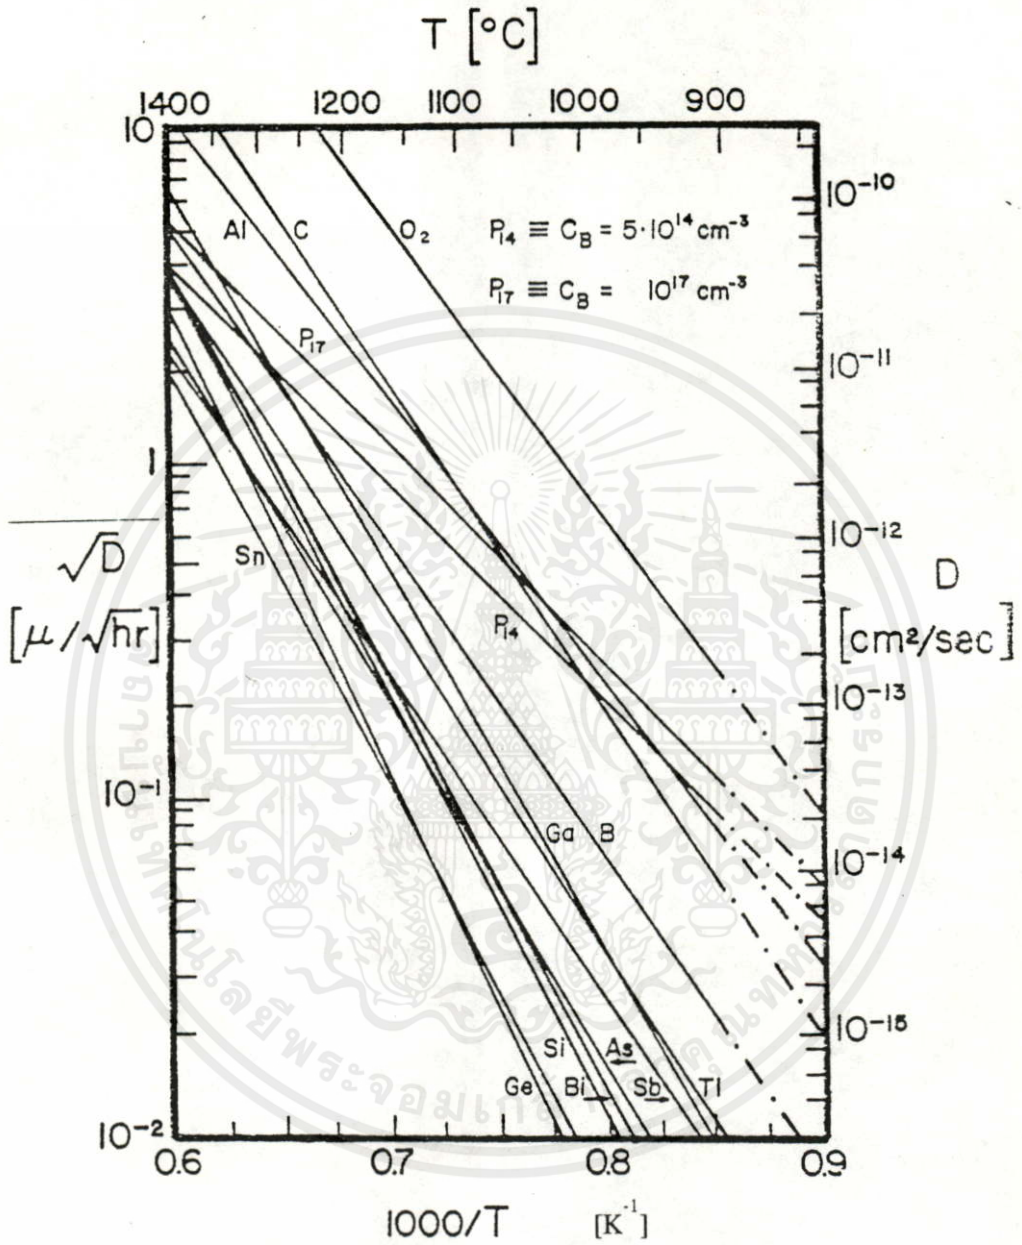 T [°C]
1400 1200 1100 1000 900
10
10⁻¹⁰
Al C O₂ P₁₄ ≡ C_B = 5·10¹⁴ cm⁻³
P₁₇ ≡ C_B = 10¹⁷ cm⁻³
P₁₇
10⁻¹¹
1
10⁻¹²
√D
[μ/√hr]
Sn
D
[cm²/sec]
P₁₄
10⁻¹³
10⁻¹
Ga B
10⁻¹⁴
10⁻¹⁵
Si As
Ge Bi Sb Tl
10⁻²
0.6 0.7 0.8 0.9
1000/T [K⁻¹]